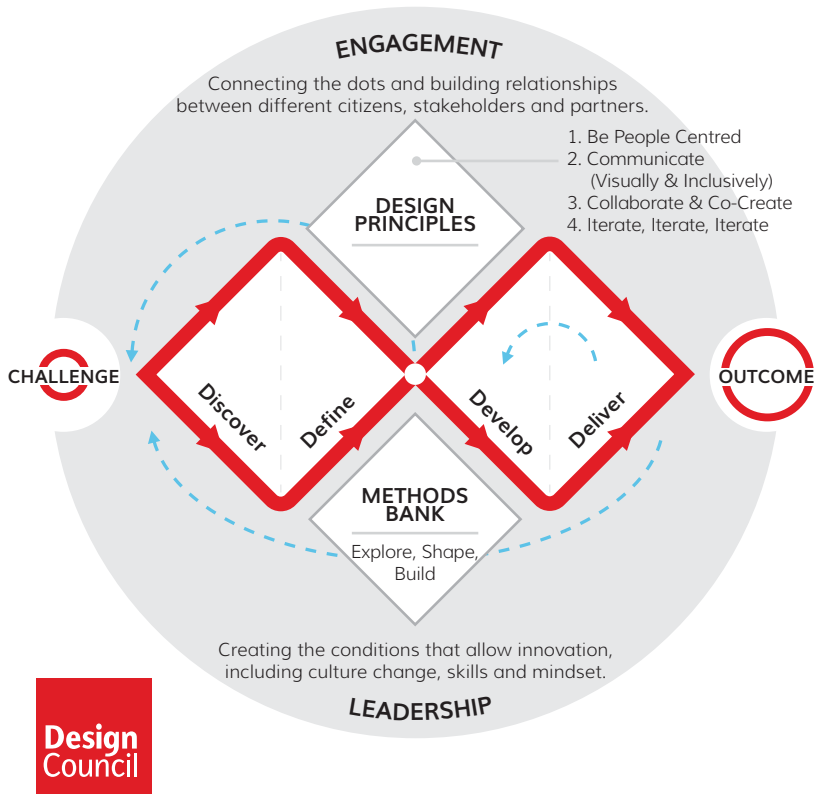 ENGAGEMENT
Connecting the dots and building relationships
between different citizens, stakeholders and partners.
1. Be People Centred
2. Communicate
(Visually & Inclusively)
3. Collaborate & Co-Create
4. Iterate, Iterate, Iterate
DESIGN
PRINCIPLES
CHALLENGE
Discover
Define
Develop
Deliver
OUTCOME
METHODS
BANK
Explore, Shape,
Build
Creating the conditions that allow innovation,
including culture change, skills and mindset.
LEADERSHIP
Design
Council